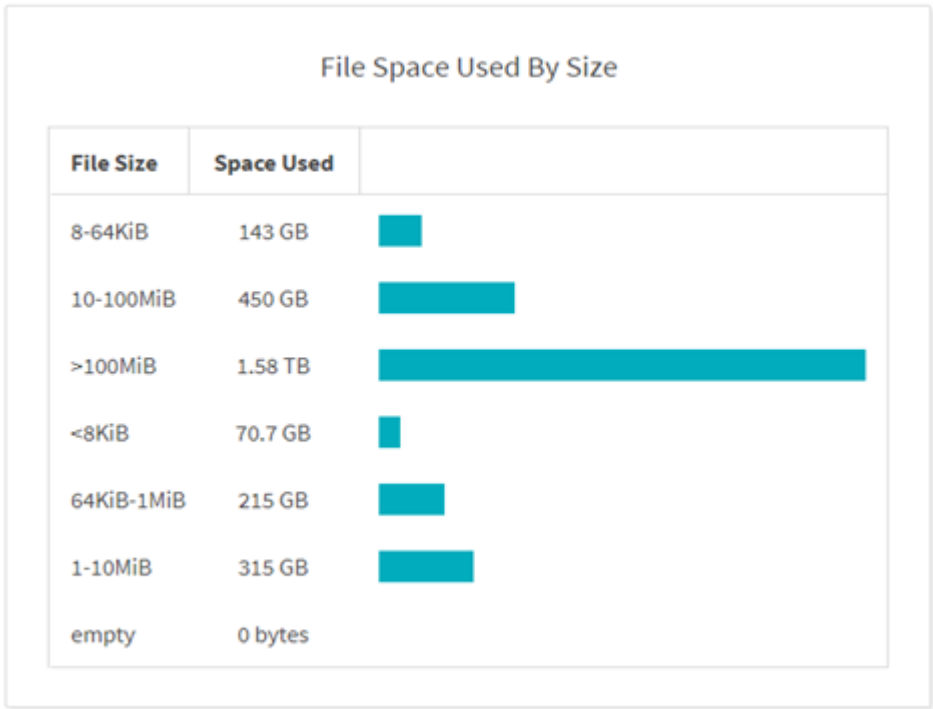 File Space Used By Size
File Size Space Used
8-64KiB 143 GB
10-100MiB 450 GB
>100MiB 1.58 TB
<8KiB 70.7 GB
64KiB-1MiB 215 GB
1-10MiB 315 GB
empty 0 bytes